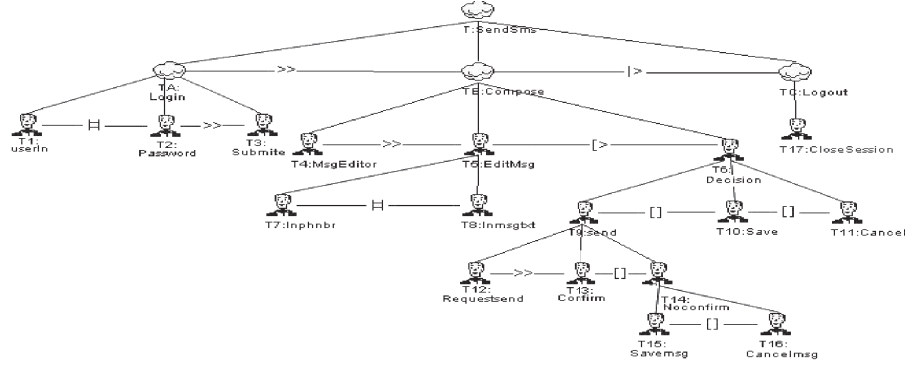 T:SendSms
>>
|>
TA:
Login
TB:Compose
TC:Logout
T1:
userIn
|=|
T2:
Password
>>
T3:
Submite
T4:MsgEditor
>>
T5:EditMsg
[>
T6:
Decision
T17:CloseSession
T7:Inphnbr
|=|
T8:Inmsgtxt
T9:send
[]
T10:Save
[]
T11:Cancel
T12:
Requestsend
>>
T13:
Confirm
[]
T14:
Noconfirm
T15:
Savemsg
[]
T16:
Cancelmsg